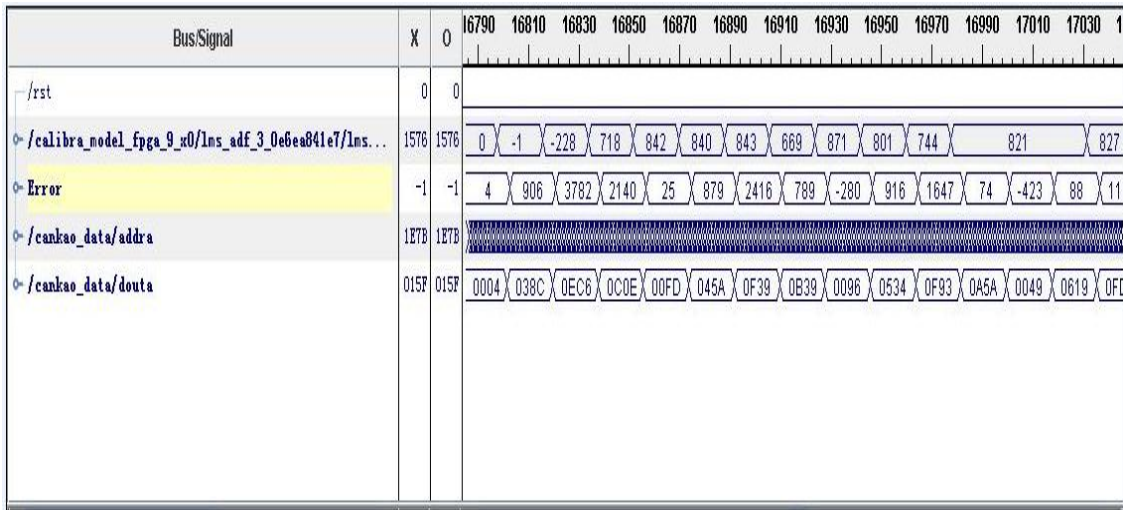 Bus/Signal X O 16790 16810 16830 16850 16870 16890 16910 16930 16950 16970 16990 17010 17030
/rst 0 0
/calibra_model_fpga_9_x0/lms_adf_3_0e6ea841e7/lms... 1576 1576 0 -1 -228 718 842 840 843 669 871 801 744 821 827
Error -1 -1 4 906 3782 2140 25 879 2416 789 -280 916 1647 74 -423 88 11
/cankao_data/addra 1E7B 1E7B
/cankao_data/douta 015F 015F 0004 038C 0EC6 0C0E 00FD 045A 0F39 0B39 0096 0534 0F93 0A5A 0049 0619